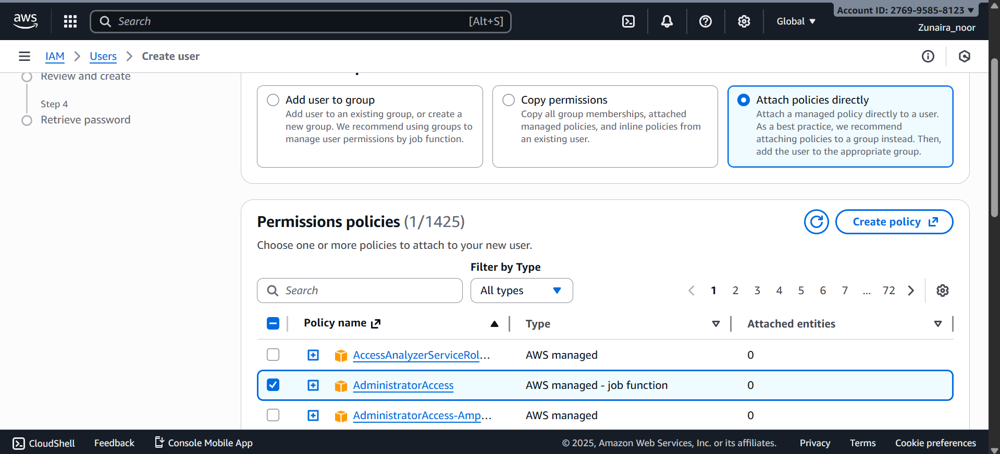 aws
Search
[Alt+S]
Global
Account ID: 2769-9585-8123
Zunaira_noor
IAM
Users
Create user
Review and create
Step 4
Retrieve password
Add user to group
Add user to an existing group, or create a
new group. We recommend using groups to
manage user permissions by job function.
Copy permissions
Copy all group memberships, attached
managed policies, and inline policies from
an existing user.
Attach policies directly
Attach a managed policy directly to a user.
As a best practice, we recommend
attaching policies to a group instead. Then,
add the user to the appropriate group.
Permissions policies (1/1425)
Create policy
Choose one or more policies to attach to your new user.
Filter by Type
Search
All types
1 2 3 4 5 6 7 ... 72
Policy name Type Attached entities
AccessAnalyzerServiceRol... AWS managed 0
AdministratorAccess AWS managed - job function 0
AdministratorAccess-Amp... AWS managed 0
CloudShell Feedback Console Mobile App © 2025, Amazon Web Services, Inc. or its affiliates. Privacy Terms Cookie preferences